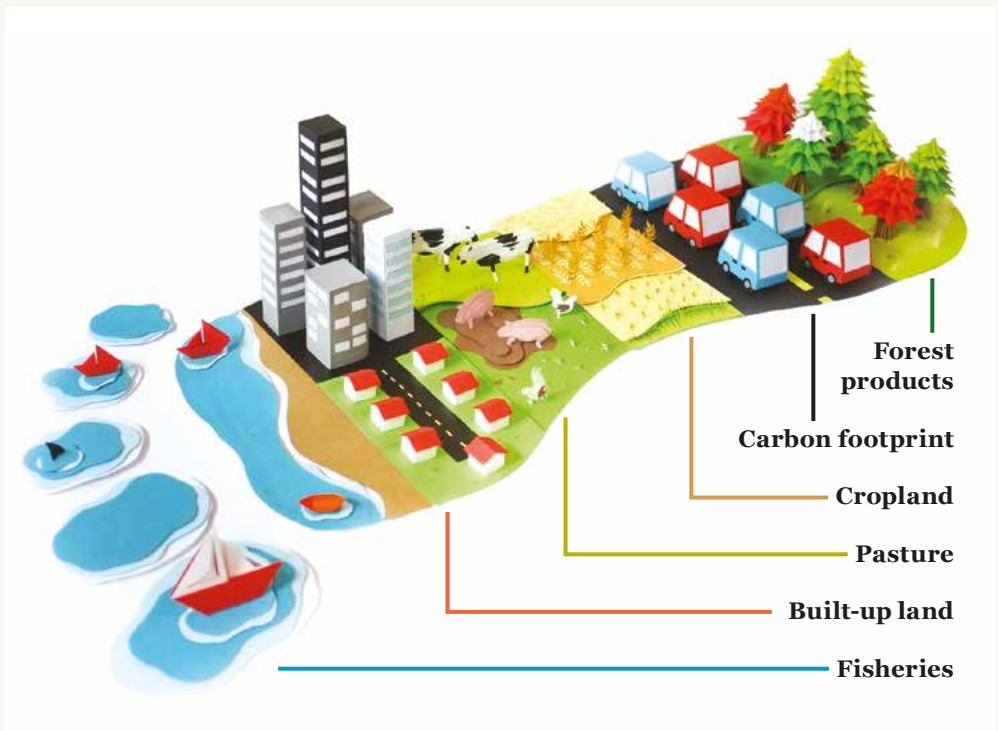 Forest
products
Carbon footprint
Cropland
Pasture
Built-up land
Fisheries